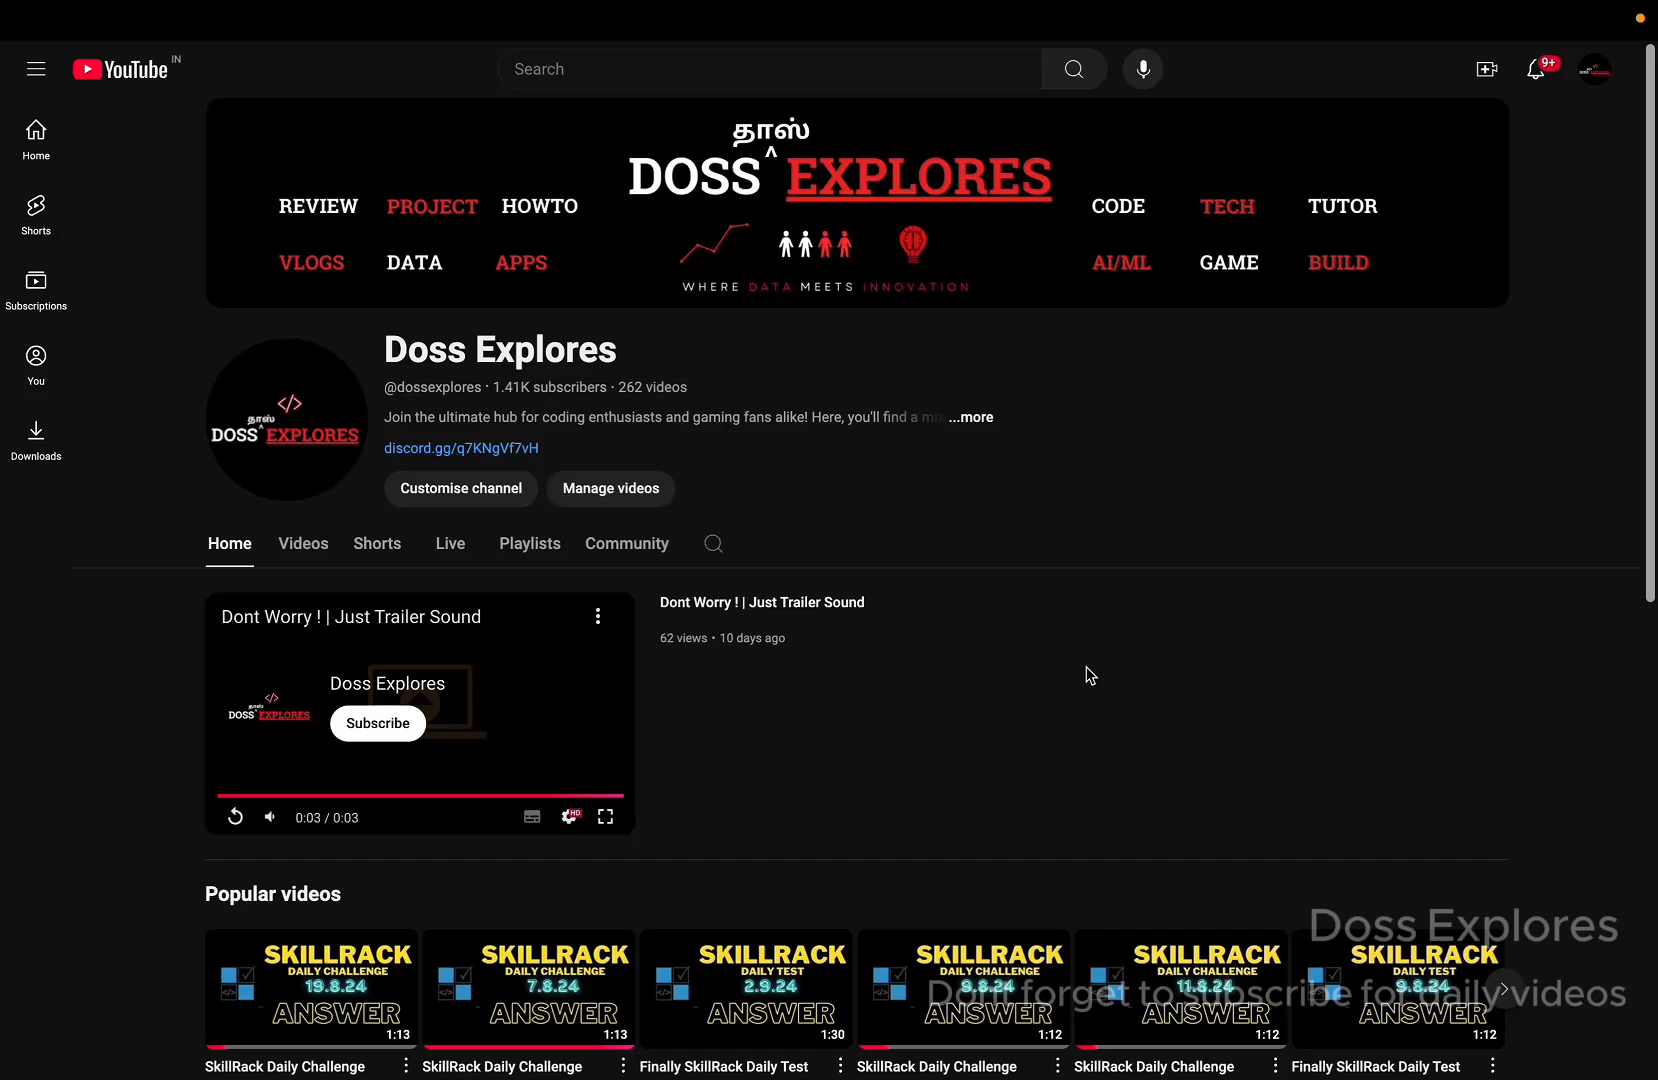 YouTube IN
Search
9+
Home
Shorts
Subscriptions
You
Downloads
தாஸ்
DOSS ^ EXPLORES
REVIEW PROJECT HOWTO
VLOGS DATA APPS
CODE TECH TUTOR
AI/ML GAME BUILD
WHERE DATA MEETS INNOVATION
தாஸ்
DOSS ^ EXPLORES
Doss Explores
@dossexplores · 1.41K subscribers · 262 videos
Join the ultimate hub for coding enthusiasts and gaming fans alike! Here, you'll find a ...more
discord.gg/q7KNgVf7vH
Customise channel Manage videos
Home Videos Shorts Live Playlists Community
Dont Worry ! | Just Trailer Sound
தாஸ்
DOSS ^ EXPLORES
Doss Explores
Subscribe
0:03 / 0:03
HD
Dont Worry ! | Just Trailer Sound
62 views · 10 days ago
Popular videos
SKILLRACK
DAILY CHALLENGE
19.8.24
ANSWER
1:13
SkillRack Daily Challenge
SKILLRACK
DAILY CHALLENGE
7.8.24
ANSWER
1:13
SkillRack Daily Challenge
SKILLRACK
DAILY TEST
2.9.24
ANSWER
1:30
Finally SkillRack Daily Test
SKILLRACK
DAILY CHALLENGE
9.8.24
ANSWER
1:12
SkillRack Daily Challenge
SKILLRACK
DAILY CHALLENGE
11.8.24
ANSWER
1:12
SkillRack Daily Challenge
SKILLRACK
DAILY TEST
9.8.24
ANSWER
1:12
Finally SkillRack Daily Test
Doss Explores
Dont forget to subscribe for daily videos